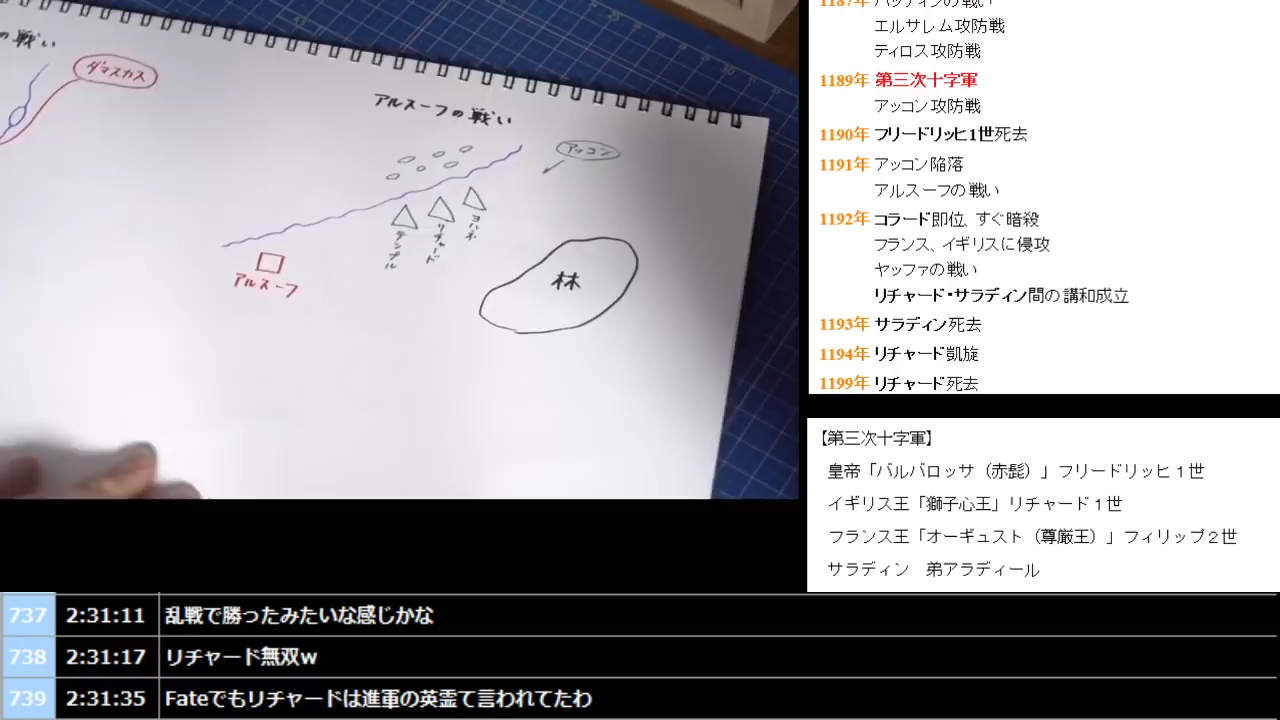 の戦い
ダマスカス
アルスーフの戦い
アッコン
ヨハネ
リチャード
テンプル
アルスーフ
林
1187年 ハッティンの戦い
エルサレム攻防戦
ティロス攻防戦
1189年 第三次十字軍
アッコン攻防戦
1190年 フリードリッヒ1世死去
1191年 アッコン陥落
アルスーフの戦い
1192年 コラード即位、すぐ暗殺
フランス、イギリスに侵攻
ヤッファの戦い
リチャード・サラディン間の講和成立
1193年 サラディン死去
1194年 リチャード凱旋
1199年 リチャード死去
【第三次十字軍】
皇帝「バルバロッサ（赤髭）」フリードリッヒ１世
イギリス王「獅子心王」リチャード１世
フランス王「オーギュスト（尊厳王）」フィリップ２世
サラディン　弟アラディール
737 2:31:11 乱戦で勝ったみたいな感じかな
738 2:31:17 リチャード無双w
739 2:31:35 Fateでもリチャードは進軍の英霊て言われてたわ